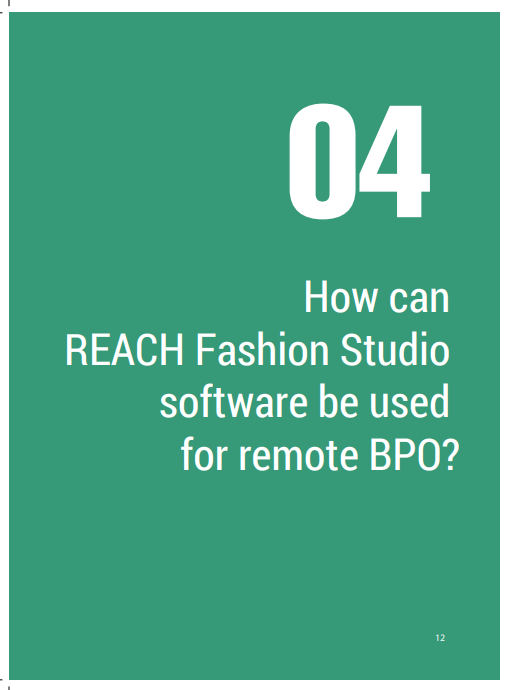 04
How can
REACH Fashion Studio
software be used
for remote BPO?
12